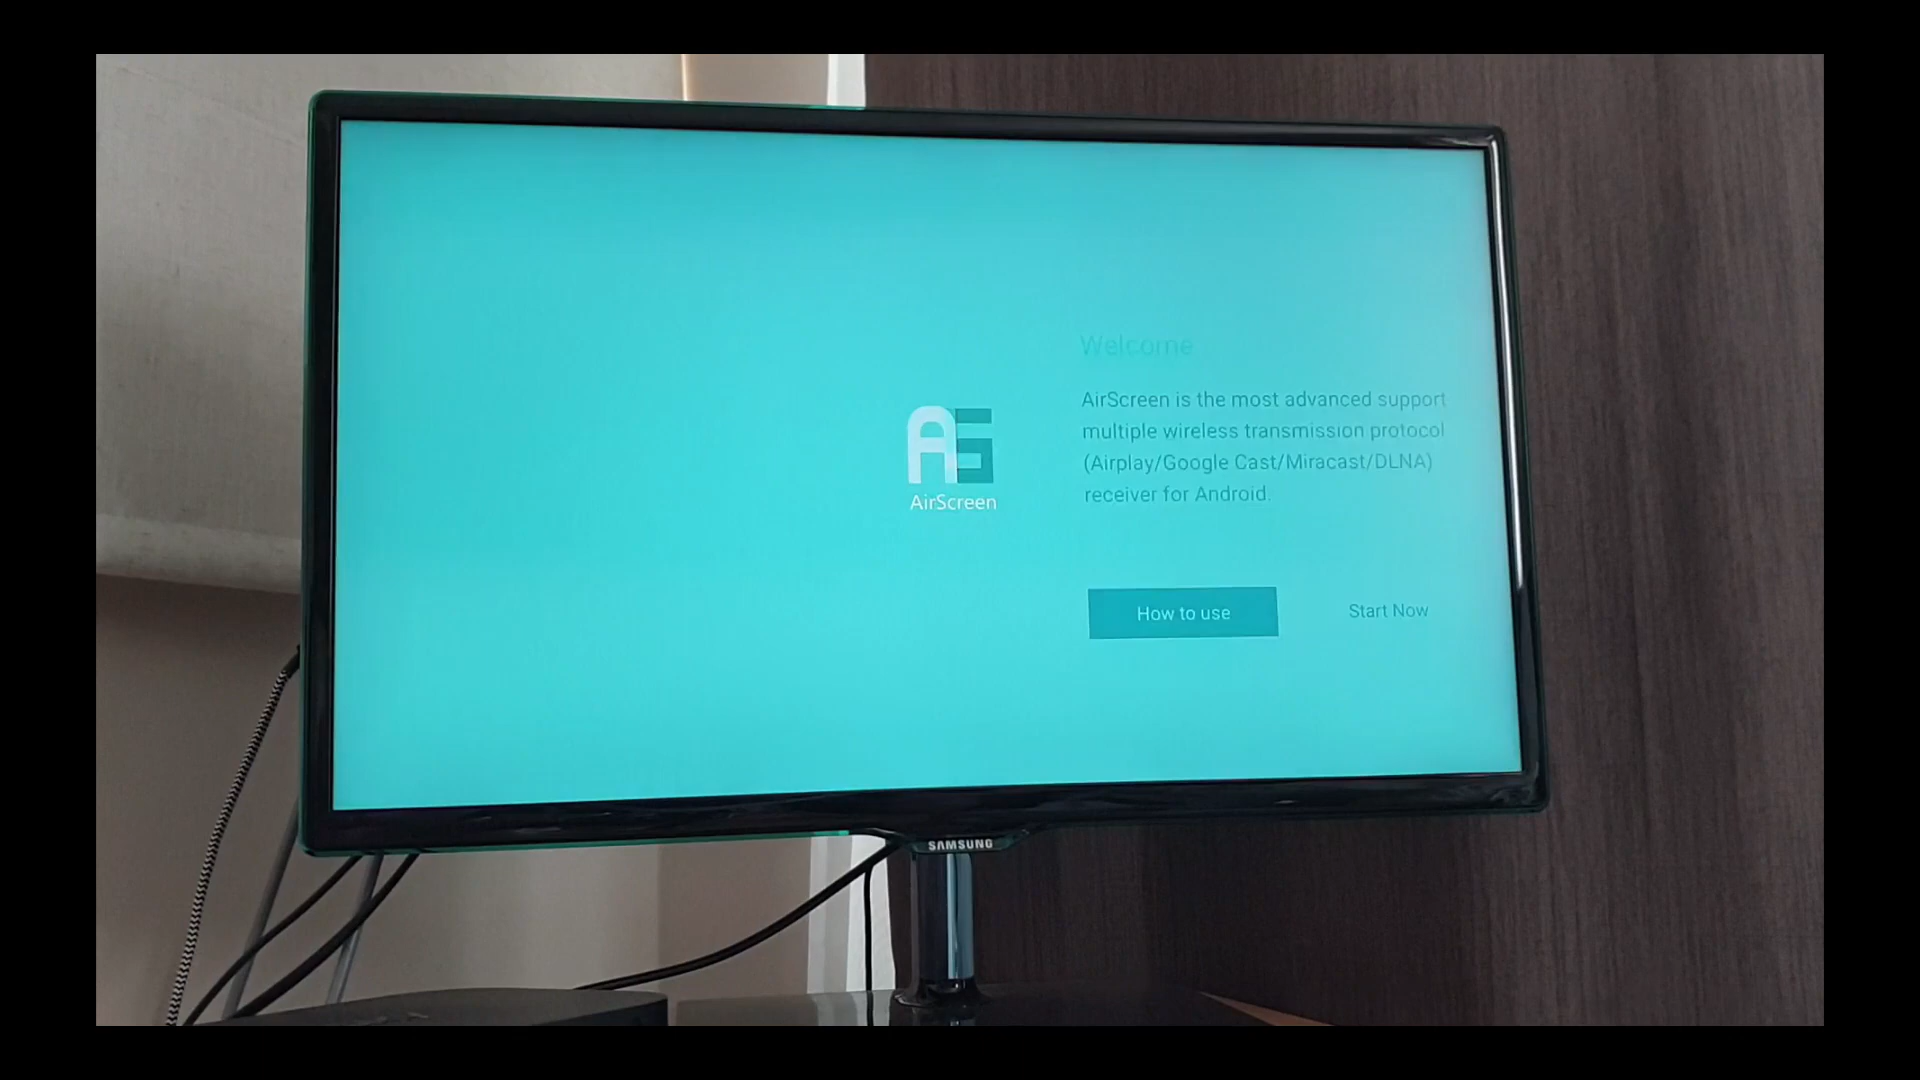 Welcome
AirScreen is the most advanced support
multiple wireless transmission protocol
(Airplay/Google Cast/Miracast/DLNA)
receiver for Android.
AS
AirScreen
How to use
Start Now
SAMSUNG